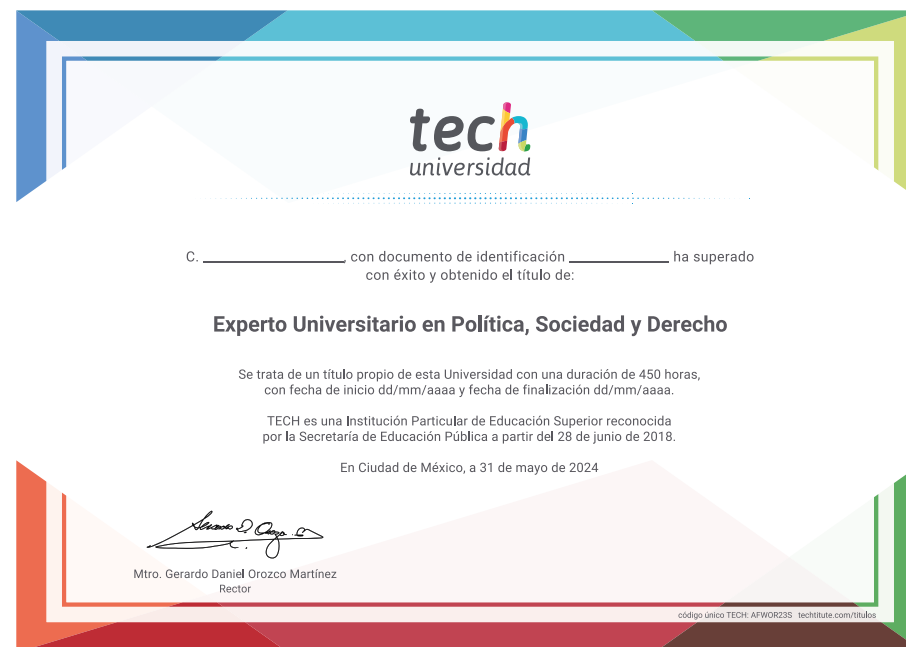 tech
universidad
C. ____________________, con documento de identificación ______________ ha superado
con éxito y obtenido el título de:
Experto Universitario en Política, Sociedad y Derecho
Se trata de un título propio de esta Universidad con una duración de 450 horas,
con fecha de inicio dd/mm/aaaa y fecha de finalización dd/mm/aaaa.
TECH es una Institución Particular de Educación Superior reconocida
por la Secretaría de Educación Pública a partir del 28 de junio de 2018.
En Ciudad de México, a 31 de mayo de 2024
Mtro. Gerardo Daniel Orozco Martínez
Rector
código único TECH: AFWOR23S techtitute.com/titulos